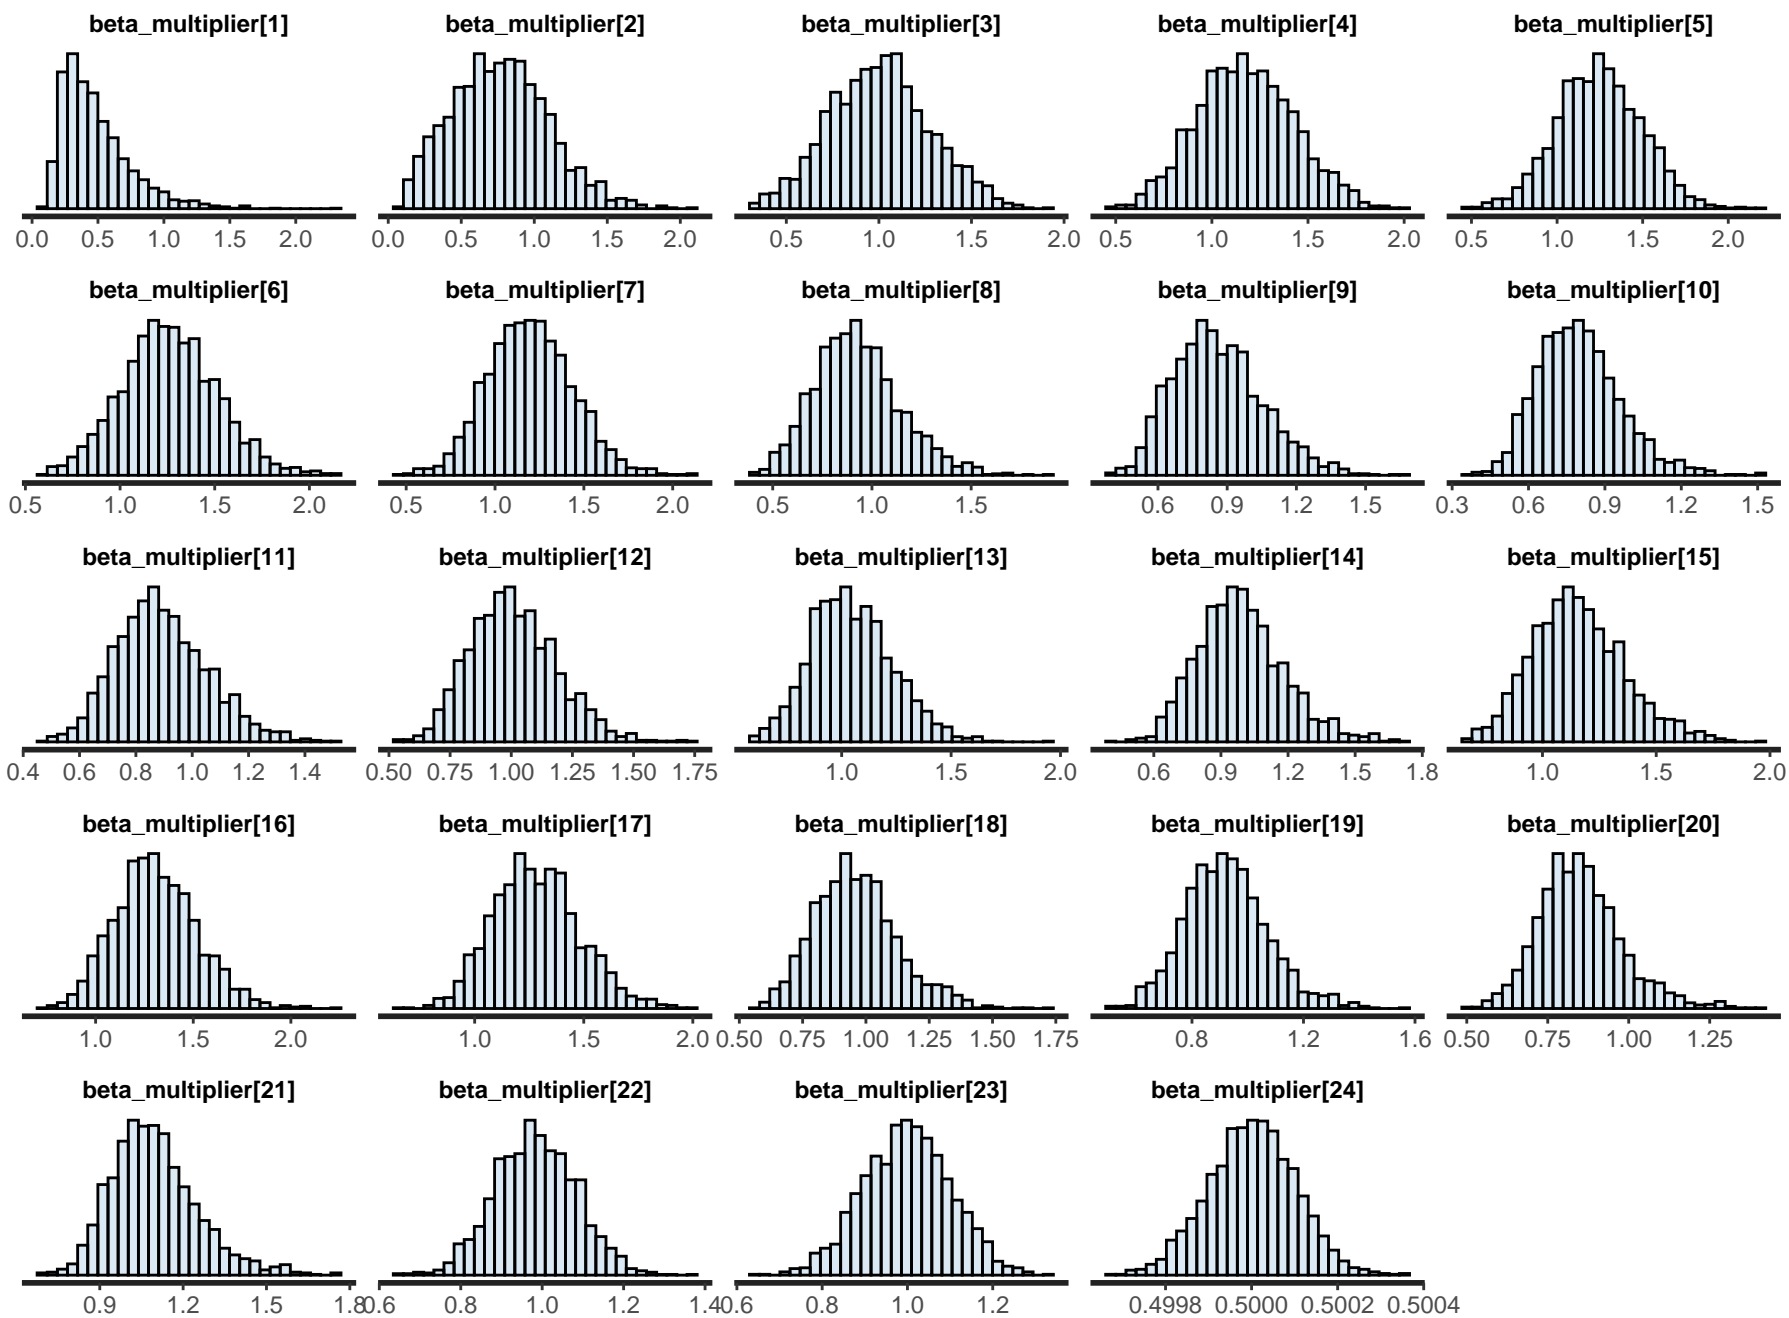 beta_multiplier[1] beta_multiplier[2] beta_multiplier[3] beta_multiplier[4] beta_multiplier[5]
0.0 0.5 1.0 1.5 2.0 0.0 0.5 1.0 1.5 2.0 0.5 1.0 1.5 2.0 0.5 1.0 1.5 2.0 0.5 1.0 1.5 2.0
beta_multiplier[6] beta_multiplier[7] beta_multiplier[8] beta_multiplier[9] beta_multiplier[10]
0.5 1.0 1.5 2.0 0.5 1.0 1.5 2.0 0.5 1.0 1.5 0.6 0.9 1.2 1.5 0.3 0.6 0.9 1.2 1.5
beta_multiplier[11] beta_multiplier[12] beta_multiplier[13] beta_multiplier[14] beta_multiplier[15]
0.4 0.6 0.8 1.0 1.2 1.4 0.50 0.75 1.00 1.25 1.50 1.75 1.0 1.5 2.0 0.6 0.9 1.2 1.5 1.8 1.0 1.5 2.0
beta_multiplier[16] beta_multiplier[17] beta_multiplier[18] beta_multiplier[19] beta_multiplier[20]
1.0 1.5 2.0 1.0 1.5 2.0 0.50 0.75 1.00 1.25 1.50 1.75 0.8 1.2 1.6 0.50 0.75 1.00 1.25
beta_multiplier[21] beta_multiplier[22] beta_multiplier[23] beta_multiplier[24]
0.9 1.2 1.5 1.8 0.6 0.8 1.0 1.2 1.4 0.6 0.8 1.0 1.2 0.4998 0.5000 0.5002 0.5004